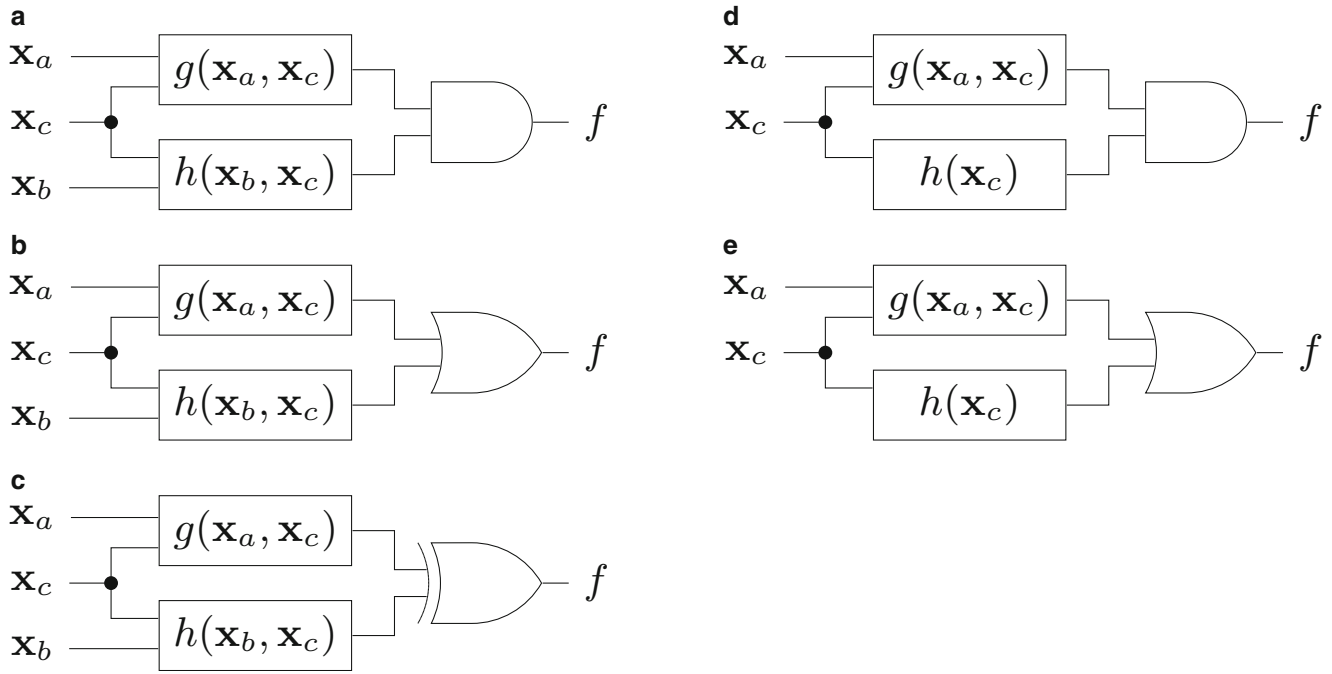 a
x_a
g(x_a, x_c)
x_c
f
h(x_b, x_c)
x_b
b
x_a
g(x_a, x_c)
x_c
f
h(x_b, x_c)
x_b
c
x_a
g(x_a, x_c)
x_c
f
h(x_b, x_c)
x_b
d
x_a
g(x_a, x_c)
x_c
f
h(x_c)
e
x_a
g(x_a, x_c)
x_c
f
h(x_c)